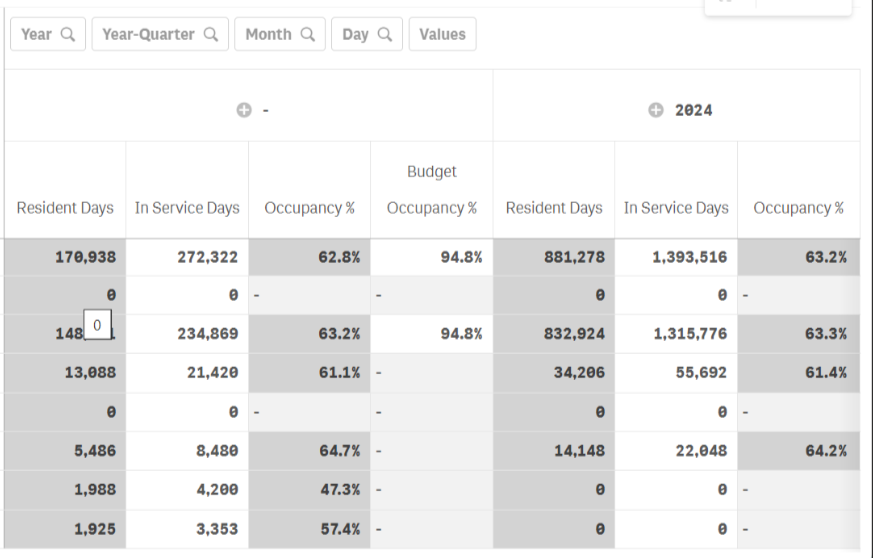 Year Year-Quarter Month Day Values
- 2024
Budget
Resident Days In Service Days Occupancy % Occupancy % Resident Days In Service Days Occupancy %
170,938 272,322 62.8% 94.8% 881,278 1,393,516 63.2%
0 0 - - 0 0 -
0
148 234,869 63.2% 94.8% 832,924 1,315,776 63.3%
13,088 21,420 61.1% - 34,206 55,692 61.4%
0 0 - - 0 0 -
5,486 8,480 64.7% - 14,148 22,048 64.2%
1,988 4,200 47.3% - 0 0 -
1,925 3,353 57.4% - 0 0 -